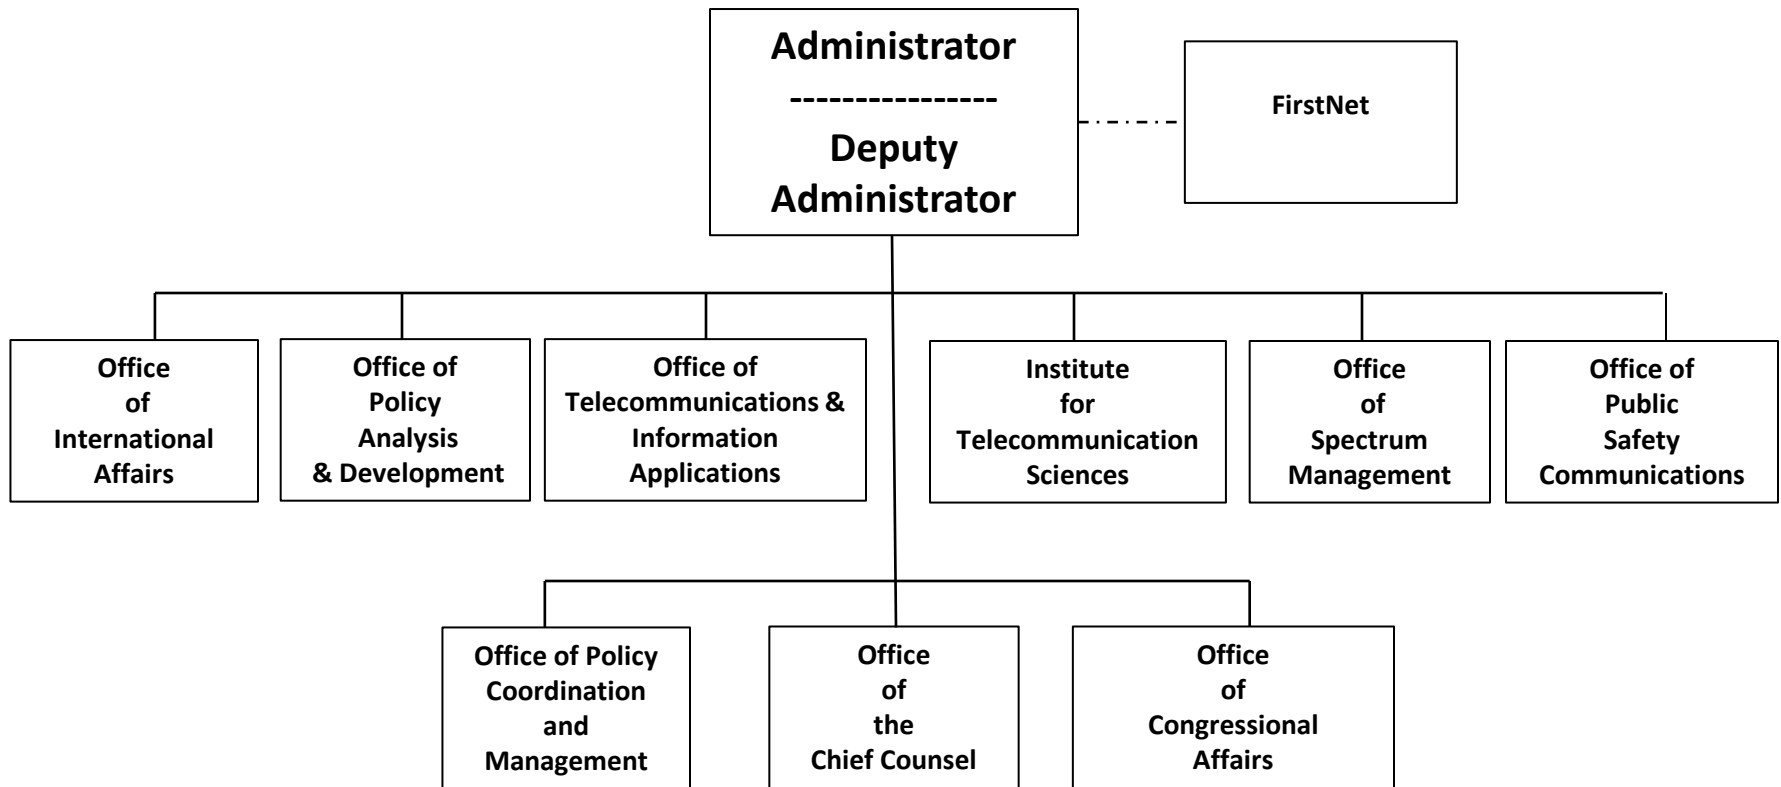 Administrator
----------------
Deputy
Administrator
FirstNet
Office
of
International
Affairs
Office of
Policy
Analysis
& Development
Office of
Telecommunications &
Information
Applications
Institute
for
Telecommunication
Sciences
Office
of
Spectrum
Management
Office of
Public
Safety
Communications
Office of Policy
Coordination
and
Management
Office
of
the
Chief Counsel
Office
of
Congressional
Affairs